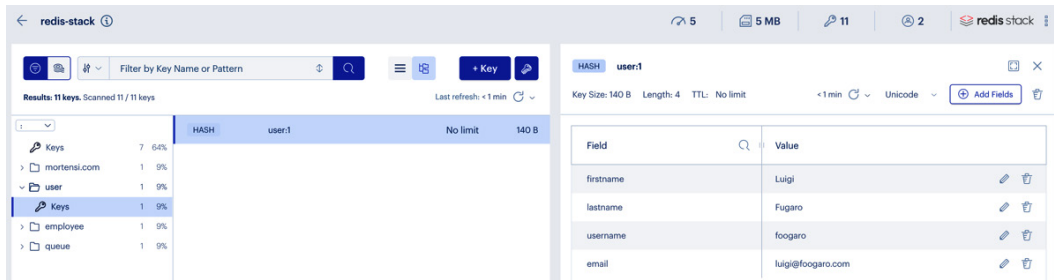 redis-stack
5
5 MB
11
2
redis stack
Filter by Key Name or Pattern
+ Key
Results: 11 keys. Scanned 11 / 11 keys
Last refresh: < 1 min
:
Keys 7 64%
mortensi.com 1 9%
user 1 9%
Keys 1 9%
employee 1 9%
queue 1 9%
HASH user:1 No limit 140 B
HASH user:1
Key Size: 140 B Length: 4 TTL: No limit < 1 min Unicode Add Fields
Field Value
firstname Luigi
lastname Fugaro
username foogaro
email luigi@foogaro.com